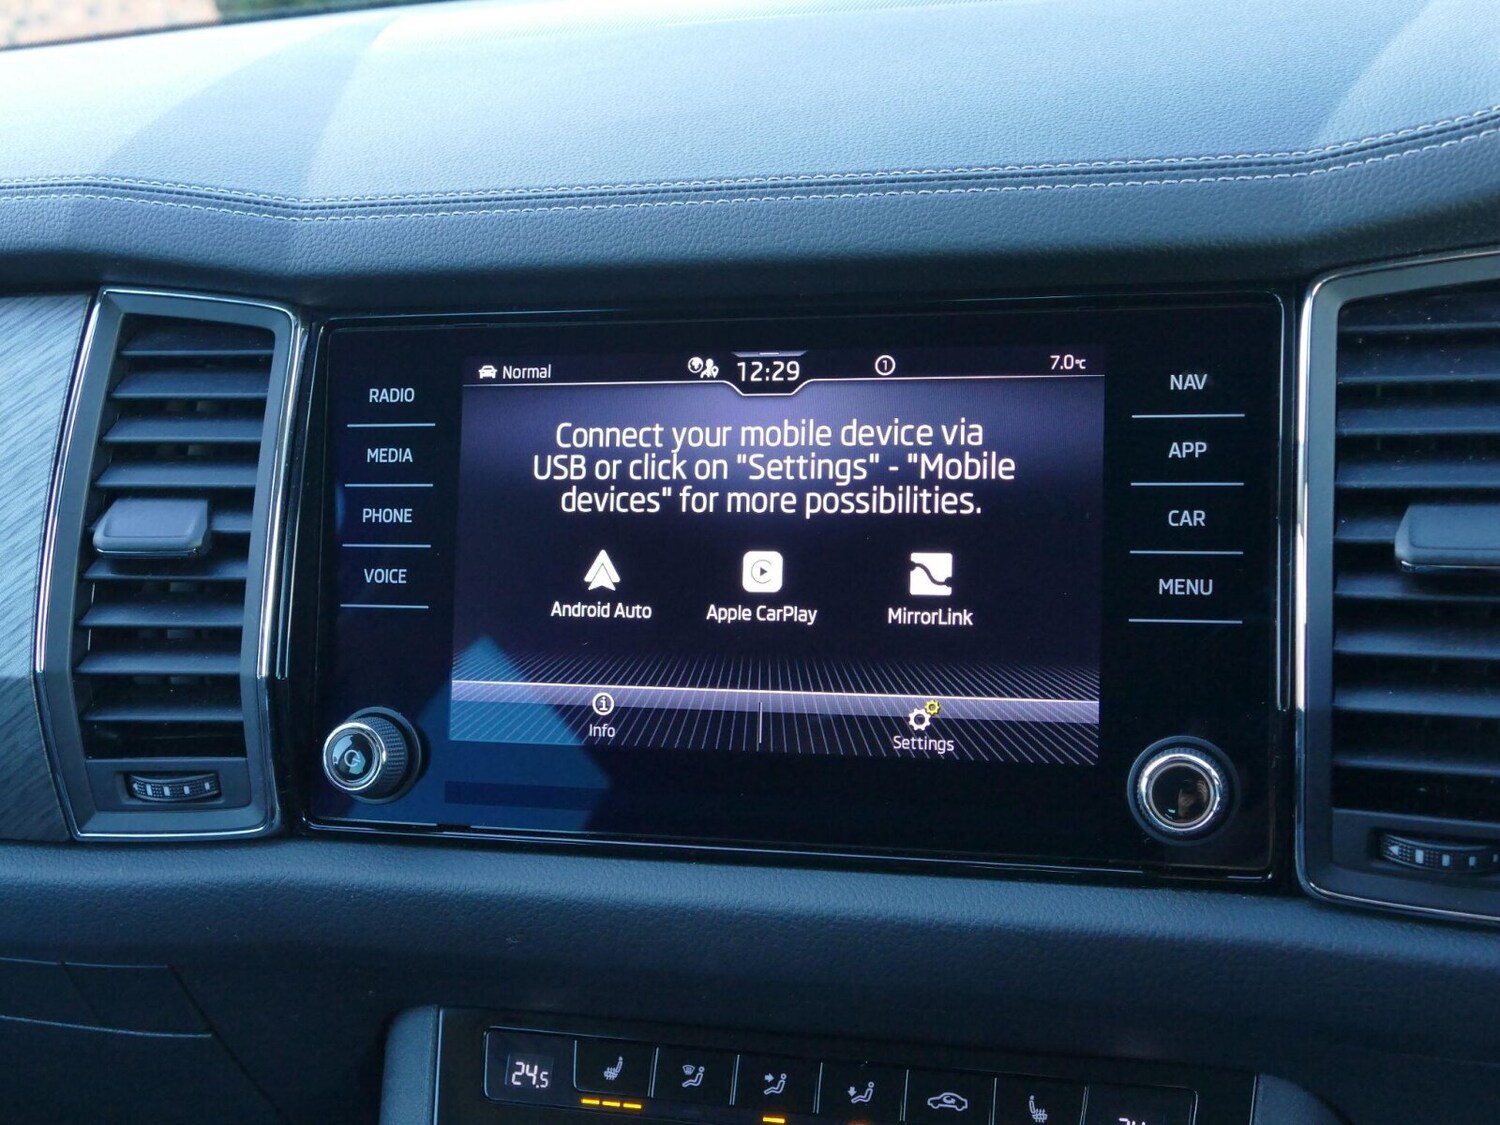 Normal
12:29
1
7.0°C
RADIO
MEDIA
PHONE
VOICE
Connect your mobile device via
USB or click on "Settings" - "Mobile
devices" for more possibilities.
Android Auto
Apple CarPlay
MirrorLink
Info
Settings
NAV
APP
CAR
MENU
24.5